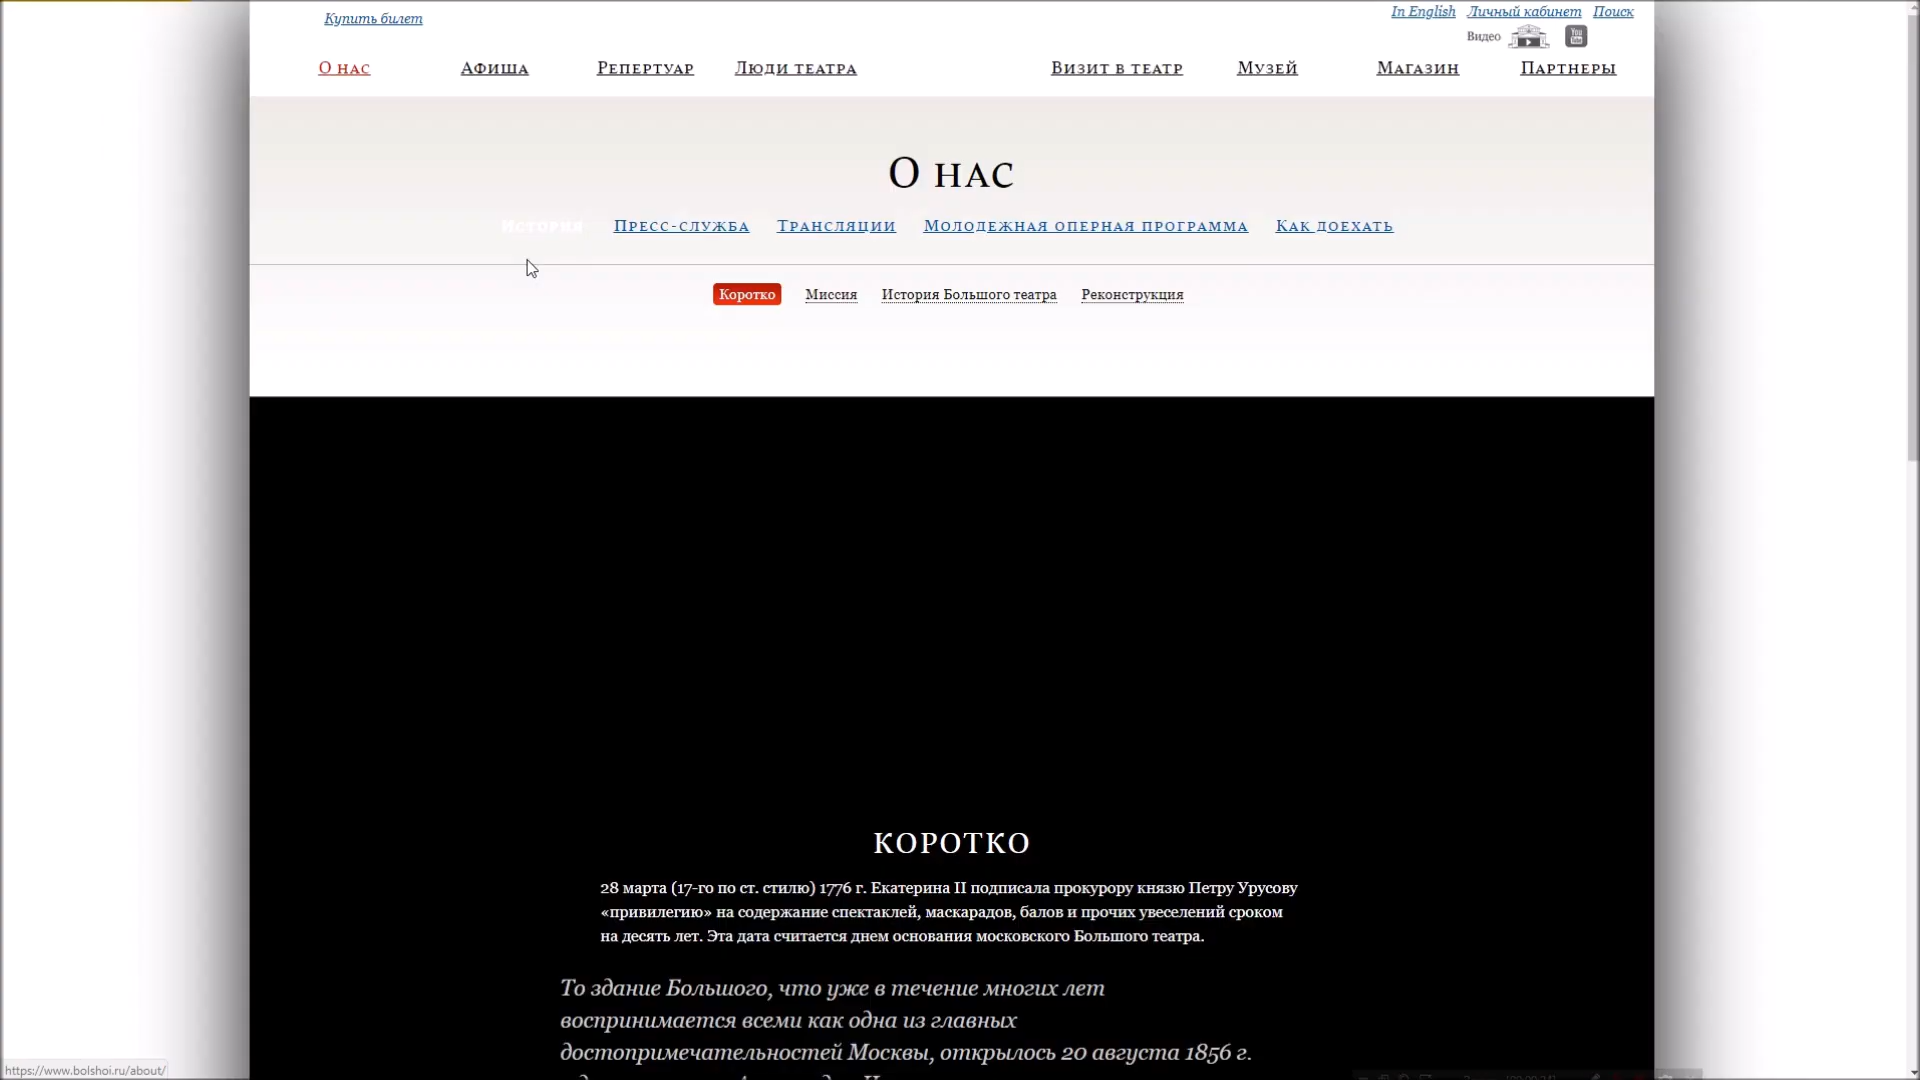 Купить билет
In English Личный кабинет Поиск
Видео
You Tube
О нас Афиша Репертуар Люди театра Визит в театр Музей Магазин Партнеры
О нас
История Пресс-служба Трансляции Молодежная оперная программа Как доехать
Коротко Миссия История Большого театра Реконструкция
КОРОТКО
28 марта (17-го по ст. стилю) 1776 г. Екатерина II подписала прокурору князю Петру Урусову
«привилегию» на содержание спектаклей, маскарадов, балов и прочих увеселений сроком
на десять лет. Эта дата считается днем основания московского Большого театра.
То здание Большого, что уже в течение многих лет
воспринимается всеми как одна из главных
достопримечательностей Москвы, открылось 20 августа 1856 г.
https://www.bolshoi.ru/about/